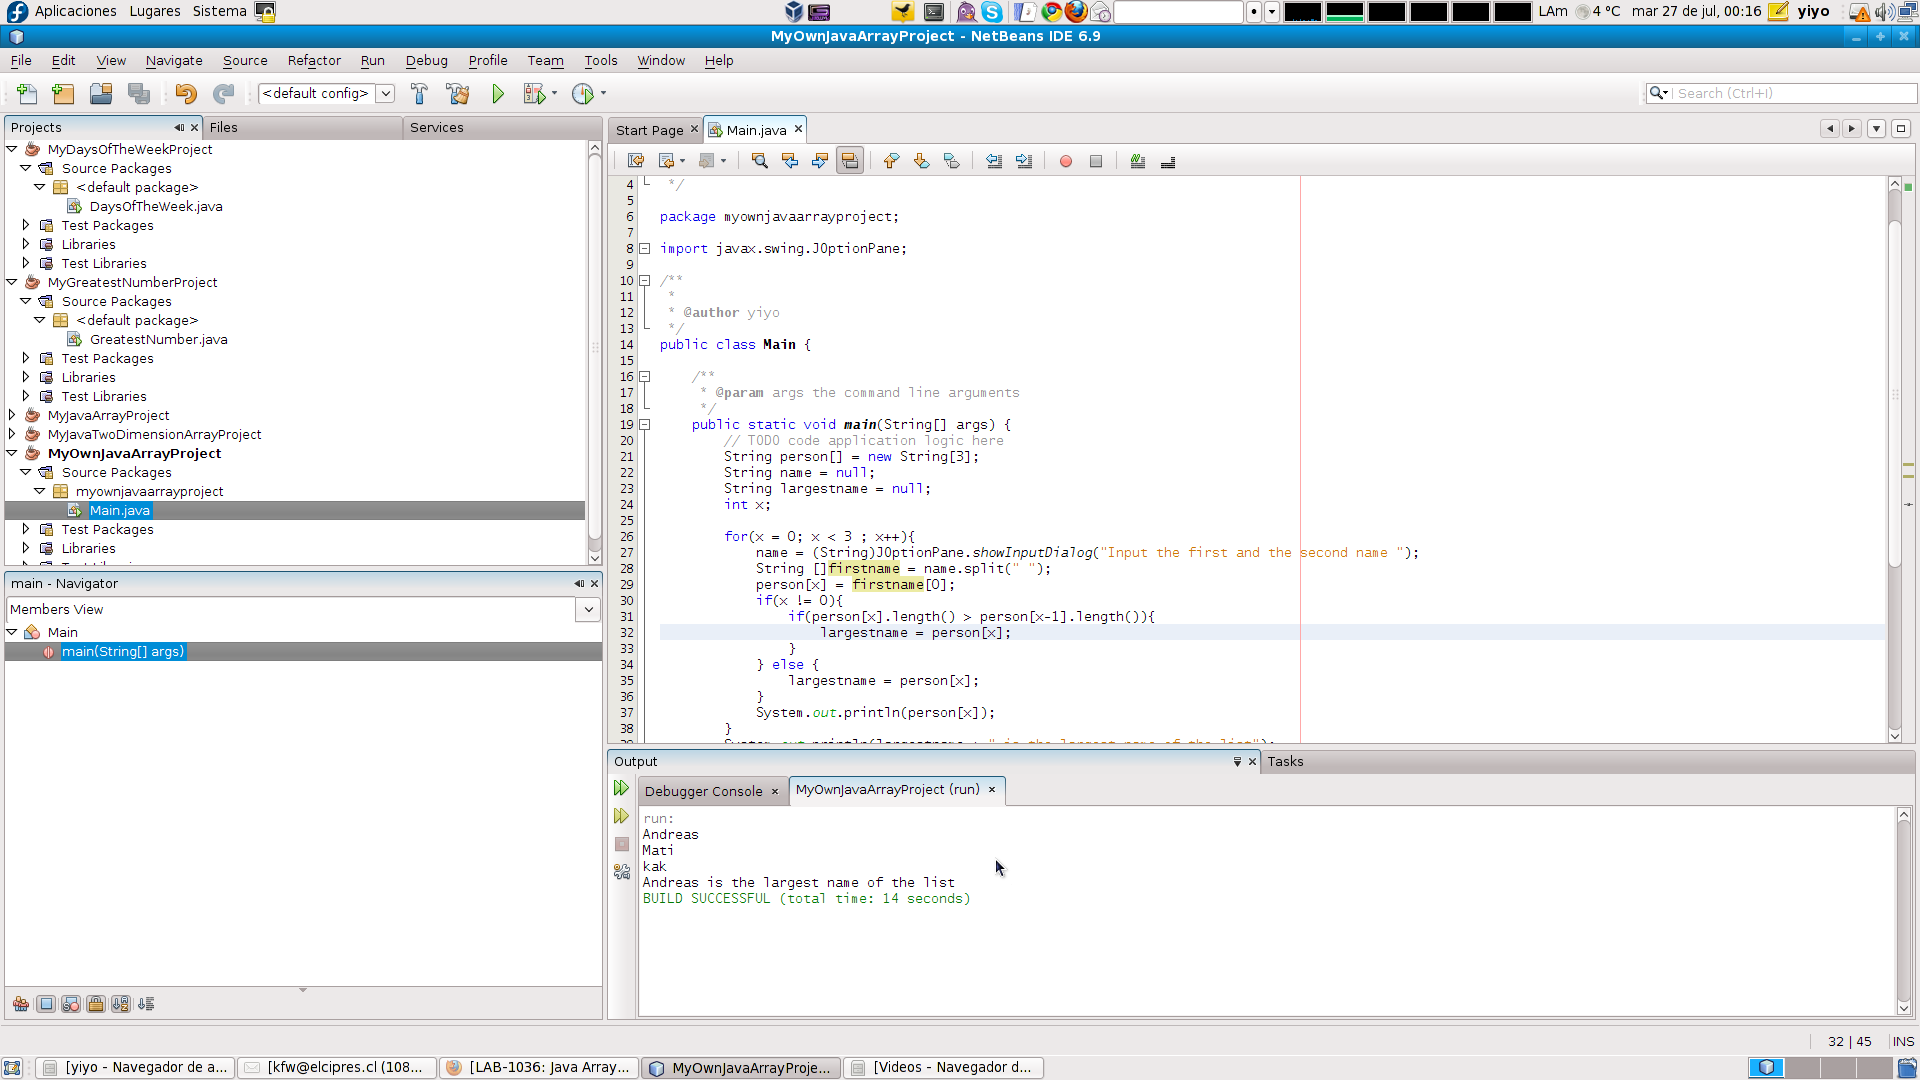 Aplicaciones Lugares Sistema
LAm 4 °C mar 27 de jul, 00:16 yiyo
MyOwnJavaArrayProject - NetBeans IDE 6.9
File Edit View Navigate Source Refactor Run Debug Profile Team Tools Window Help
<default config>
Search (Ctrl+I)
Projects Files Services
MyDaysOfTheWeekProject
Source Packages
<default package>
DaysOfTheWeek.java
Test Packages
Libraries
Test Libraries
MyGreatestNumberProject
Source Packages
<default package>
GreatestNumber.java
Test Packages
Libraries
Test Libraries
MyJavaArrayProject
MyJavaTwoDimensionArrayProject
MyOwnJavaArrayProject
Source Packages
myownjavaarrayproject
Main.java
Test Packages
Libraries
main - Navigator
Members View
Main
main(String[] args)
Start Page Main.java
4 */
5
6 package myownjavaarrayproject;
7
8 import javax.swing.JOptionPane;
9
10 /**
11 *
12 * @author yiyo
13 */
14 public class Main {
15
16 /**
17 * @param args the command line arguments
18 */
19 public static void main(String[] args) {
20 // TODO code application logic here
21 String person[] = new String[3];
22 String name = null;
23 String largestname = null;
24 int x;
25
26 for(x = 0; x < 3 ; x++){
27 name = (String)JOptionPane.showInputDialog("Input the first and the second name ");
28 String []firstname = name.split(" ");
29 person[x] = firstname[0];
30 if(x != 0){
31 if(person[x].length() > person[x-1].length()){
32 largestname = person[x];
33 }
34 } else {
35 largestname = person[x];
36 }
37 System.out.println(person[x]);
38 }
Output Tasks
Debugger Console MyOwnJavaArrayProject (run)
run:
Andreas
Mati
kak
Andreas is the largest name of the list
BUILD SUCCESSFUL (total time: 14 seconds)
32 | 45 INS
[yiyo - Navegador de a... [kfw@elcipres.cl (108... [LAB-1036: Java Array... MyOwnJavaArrayProje... [Videos - Navegador d...